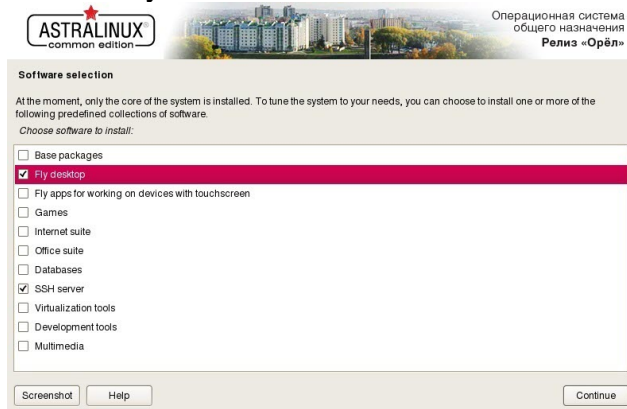 ASTRALINUX®
common edition
Операционная система
общего назначения
Релиз «Орёл»
Software selection
At the moment, only the core of the system is installed. To tune the system to your needs, you can choose to install one or more of the
following predefined collections of software.
Choose software to install:
Base packages
Fly desktop
Fly apps for working on devices with touchscreen
Games
Internet suite
Office suite
Databases
SSH server
Virtualization tools
Development tools
Multimedia
Screenshot
Help
Continue